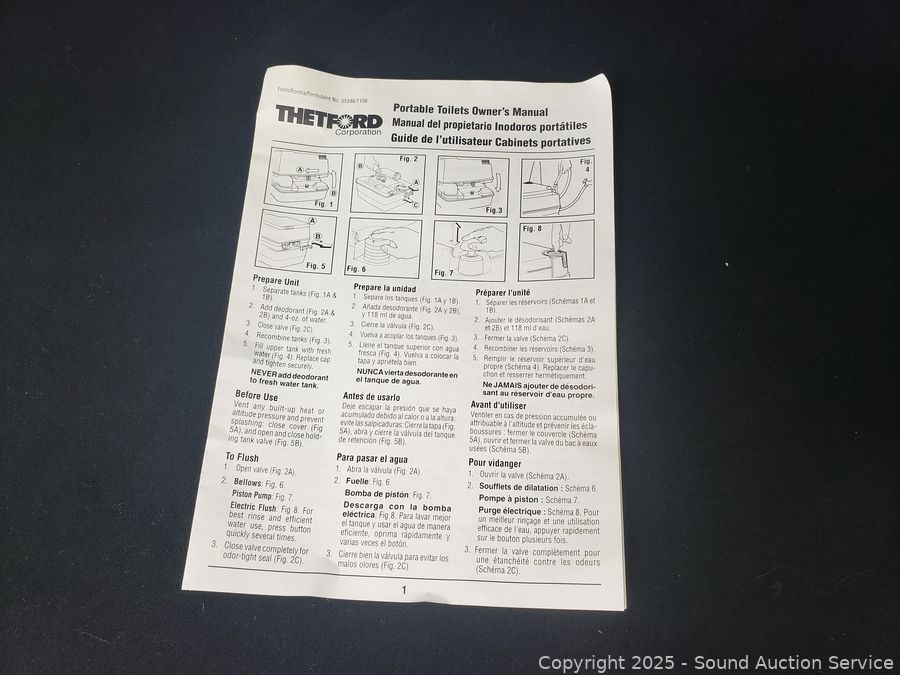 Form/Forma/Formulaire No. 35346/1106
THETFORD
Corporation
Portable Toilets Owner's Manual
Manual del propietario Inodoros portátiles
Guide de l'utilisateur Cabinets portatives
A
B
Fig. 1
Fig. 2
B
A
C
Fig.3
Fig.
4
A
B
Fig. 5
Fig. 6
Fig. 7
Fig. 8
Prepare Unit
1. Separate tanks (Fig. 1A &
1B).
2. Add deodorant (Fig. 2A &
2B) and 4-oz. of water.
3. Close valve (Fig. 2C).
4. Recombine tanks (Fig. 3).
5. Fill upper tank with fresh
water (Fig. 4). Replace cap
and tighten securely.
NEVER add deodorant
to fresh water tank.
Before Use
Vent any built-up heat or
altitude pressure and prevent
splashing: close cover (Fig
5A), and open and close hold-
ing tank valve (Fig. 5B).
To Flush
1. Open valve (Fig. 2A).
2. Bellows: Fig. 6.
Piston Pump: Fig. 7.
Electric Flush: Fig. 8. For
best rinse and efficient
water use, press button
quickly several times.
3. Close valve completely for
odor-tight seal (Fig. 2C).
Prepare la unidad
1. Separe los tanques (Fig. 1A y 1B).
2. Añada desodorante (Fig. 2A y 2B),
y 118 ml de agua.
3. Cierre la válvula (Fig. 2C).
4. Vuelva a acoplar los tanques (Fig. 3).
5. Llene el tanque superior con agua
fresca (Fig. 4). Vuelva a colocar la
tapa y apriétela bien.
NUNCA vierta desodorante en
el tanque de agua.
Antes de usarlo
Deje escapar la presión que se haya
acumulado debido al calor o a la altura;
evite las salpicaduras: Cierre la tapa (Fig.
5A), abra y cierre la válvula del tanque
de retención (Fig. 5B).
Para pasar el agua
1. Abra la válvula (Fig. 2A).
2. Fuelle: Fig. 6.
Bomba de pistón: Fig. 7.
Descarga con la bomba
eléctrica: Fig 8. Para lavar mejor
el tanque y usar el agua de manera
eficiente, oprima rápidamente y
varias veces el botón.
3. Cierre bien la válvula para evitar los
malos olores (Fig. 2C).
Préparer l'unité
1. Séparer les réservoirs (Schémas 1A et
1B).
2. Ajouter le désodorisant (Schémas 2A
et 2B) et 118 ml d'eau.
3. Fermer la valve (Schéma 2C).
4. Recombiner les réservoirs (Schéma 3).
5. Remplir le réservoir supérieur d'eau
propre (Schéma 4). Replacer le capu-
chon et resserrer hermétiquement.
Ne JAMAIS ajouter de désodori-
sant au réservoir d'eau propre.
Avant d'utiliser
Ventiler en cas de pression accumulée ou
attribuable à l'altitude et prévenir les écla-
boussures : fermer le couvercle (Schéma
5A), ouvrir et fermer la valve du bac à eaux
usées (Schéma 5B).
Pour vidanger
1. Ouvrir la valve (Schéma 2A).
2. Soufflets de dilatation : Schéma 6.
Pompe à piston : Schéma 7.
Purge électrique : Schéma 8. Pour
un meilleur rinçage et une utilisation
efficace de l'eau, appuyer rapidement
sur le bouton plusieurs fois.
3. Fermer la valve complètement pour
une étanchéité contre les odeurs
(Schéma 2C).
1
Copyright 2025 - Sound Auction Service